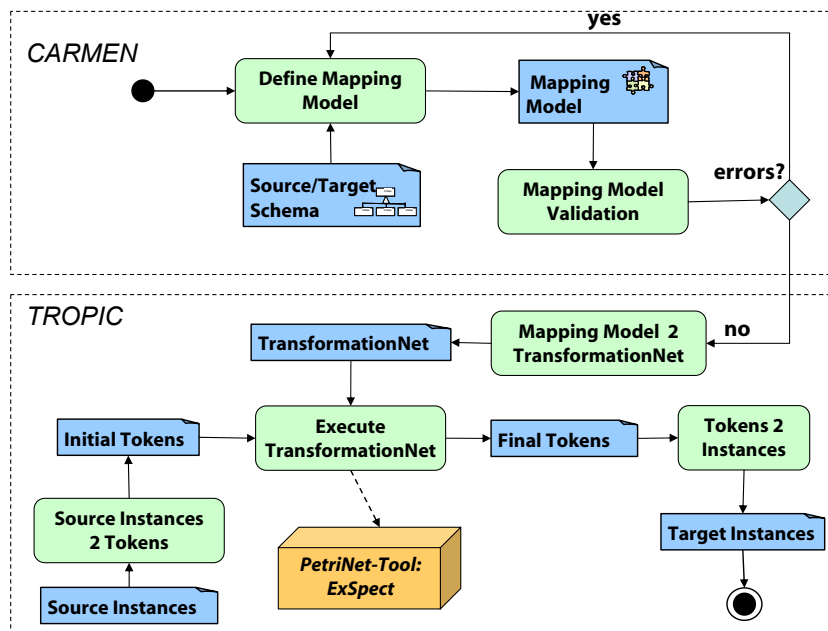 yes
CARMEN
Define Mapping
Model
Mapping
Model
Source/Target
Schema
errors?
Mapping Model
Validation
TROPIC
Mapping Model 2
TransformationNet
no
TransformationNet
Initial Tokens
Execute
TransformationNet
Final Tokens
Tokens 2
Instances
Source Instances
2 Tokens
Target Instances
PetriNet-Tool:
ExSpect
Source Instances